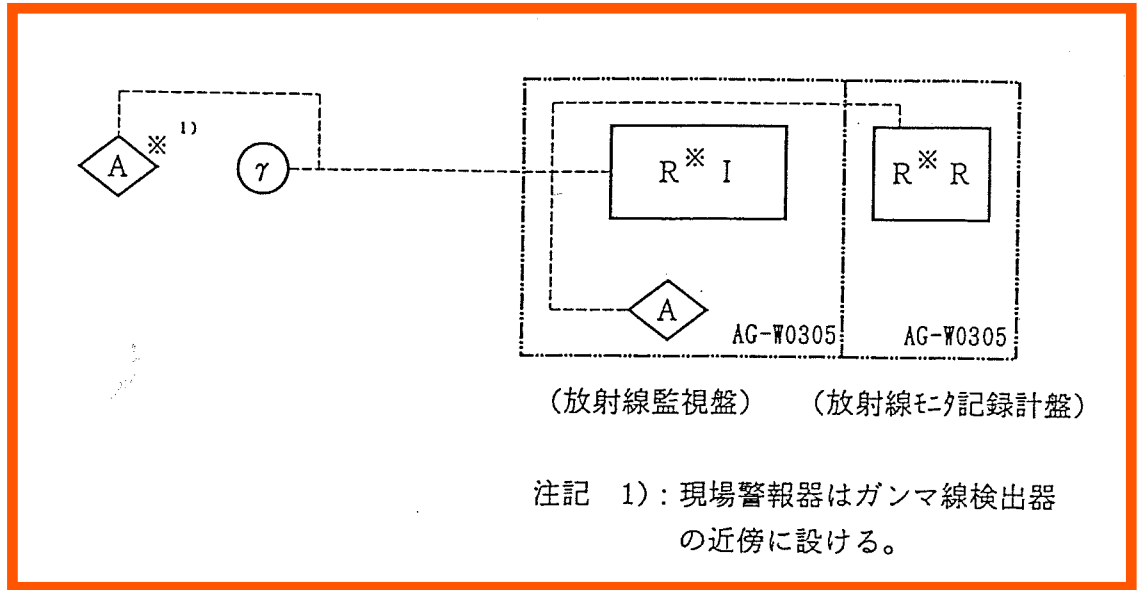 A※ 1)
γ
R※ I
R※ R
A
AG-W0305
AG-W0305
(放射線監視盤)
(放射線ﾓﾆﾀ記録計盤)
注記 1): 現場警報器はガンマ線検出器
の近傍に設ける。